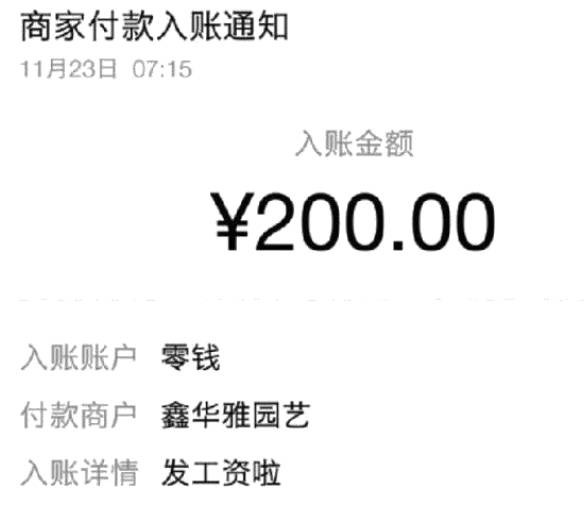 商家付款入账通知
11月23日 07:15
入账金额
¥200.00
入账账户 零钱
付款商户 鑫华雅园艺
入账详情 发工资啦